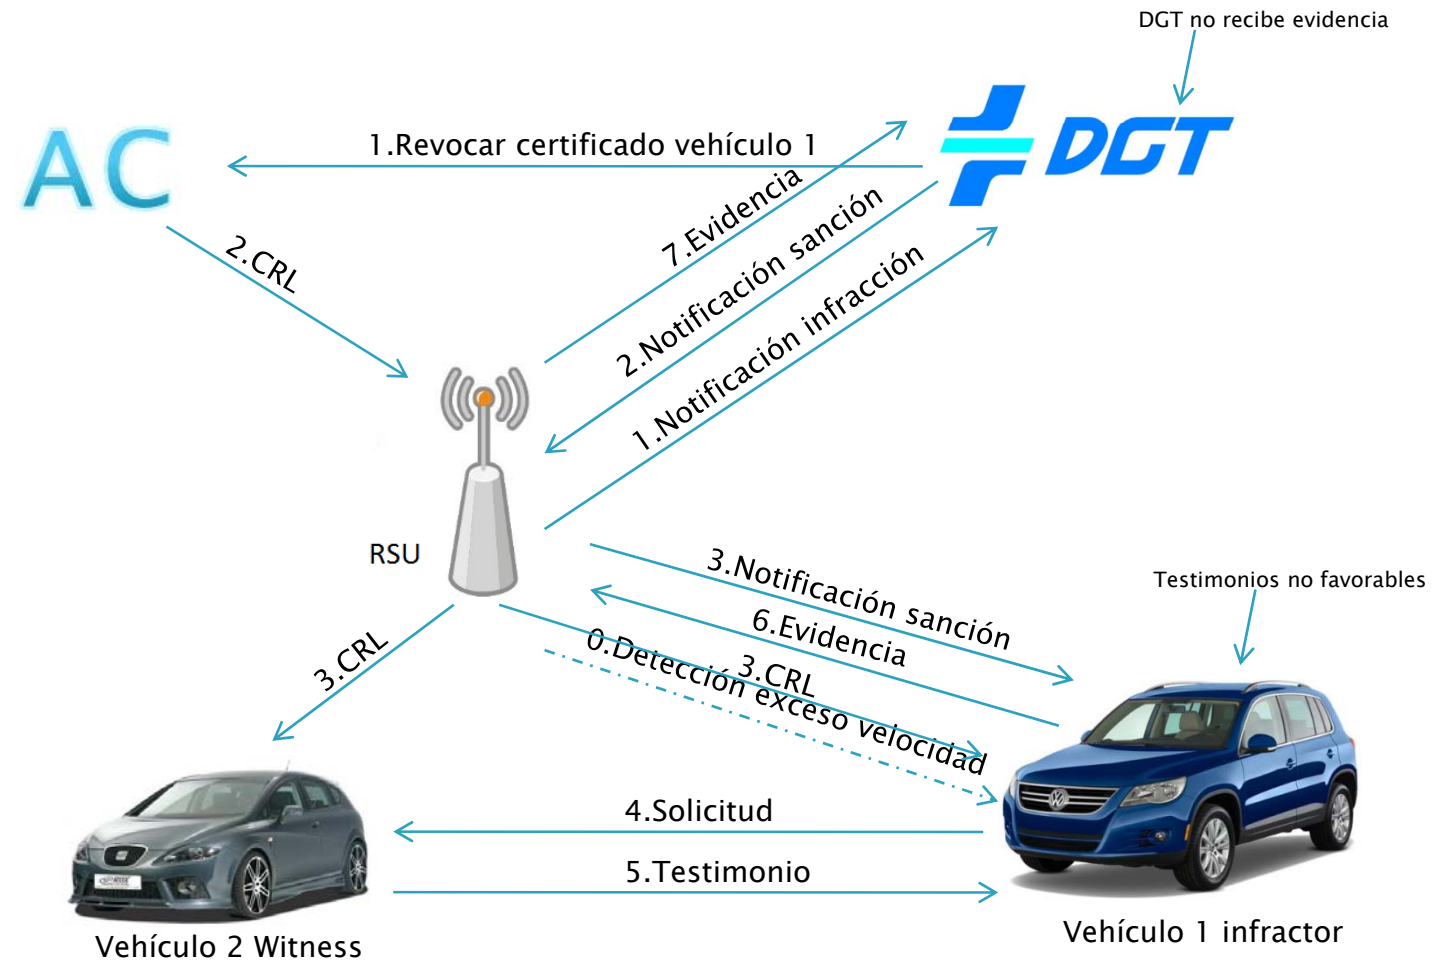 DGT no recibe evidencia
AC
1.Revocar certificado vehículo 1
DGT
7.Evidencia
2.Notificación sanción
1.Notificación infracción
2.CRL
RSU
3.Notificación sanción
6.Evidencia
Testimonios no favorables
3.CRL
0.Detección exceso velocidad
3.CRL
4.Solicitud
5.Testimonio
Vehículo 1 infractor
Vehículo 2 Witness